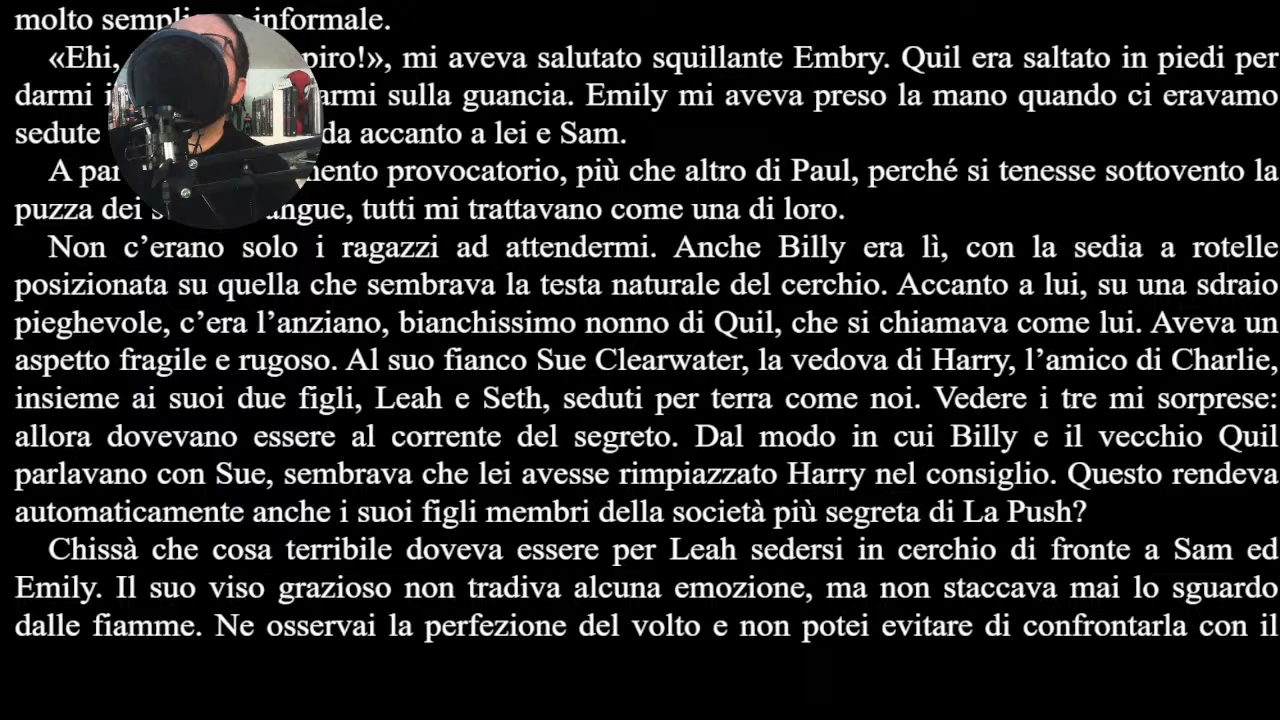 molto informale.
«Ehi, mi aveva salutato squillante Embry. Quil era saltato in piedi per
darmi sulla guancia. Emily mi aveva preso la mano quando ci eravamo
sedute accanto a lei e Sam.
A provocatorio, più che altro di Paul, perché si tenesse sottovento la
puzza dei tutti mi trattavano come una di loro.
Non c’erano solo i ragazzi ad attendermi. Anche Billy era lì, con la sedia a rotelle
posizionata su quella che sembrava la testa naturale del cerchio. Accanto a lui, su una sdraio
pieghevole, c’era l’anziano, bianchissimo nonno di Quil, che si chiamava come lui. Aveva un
aspetto fragile e rugoso. Al suo fianco Sue Clearwater, la vedova di Harry, l’amico di Charlie,
insieme ai suoi due figli, Leah e Seth, seduti per terra come noi. Vedere i tre mi sorprese:
allora dovevano essere al corrente del segreto. Dal modo in cui Billy e il vecchio Quil
parlavano con Sue, sembrava che lei avesse rimpiazzato Harry nel consiglio. Questo rendeva
automaticamente anche i suoi figli membri della società più segreta di La Push?
Chissà che cosa terribile doveva essere per Leah sedersi in cerchio di fronte a Sam ed
Emily. Il suo viso grazioso non tradiva alcuna emozione, ma non staccava mai lo sguardo
dalle fiamme. Ne osservai la perfezione del volto e non potei evitare di confrontarla con il